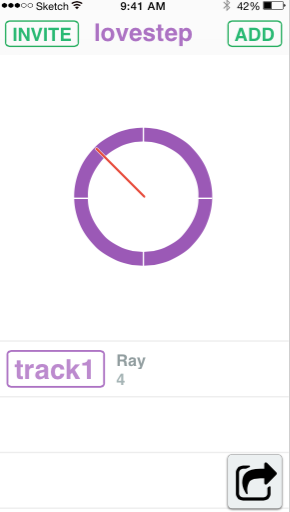 Sketch 9:41 AM 42%
INVITE lovestep ADD
track1 Ray
4